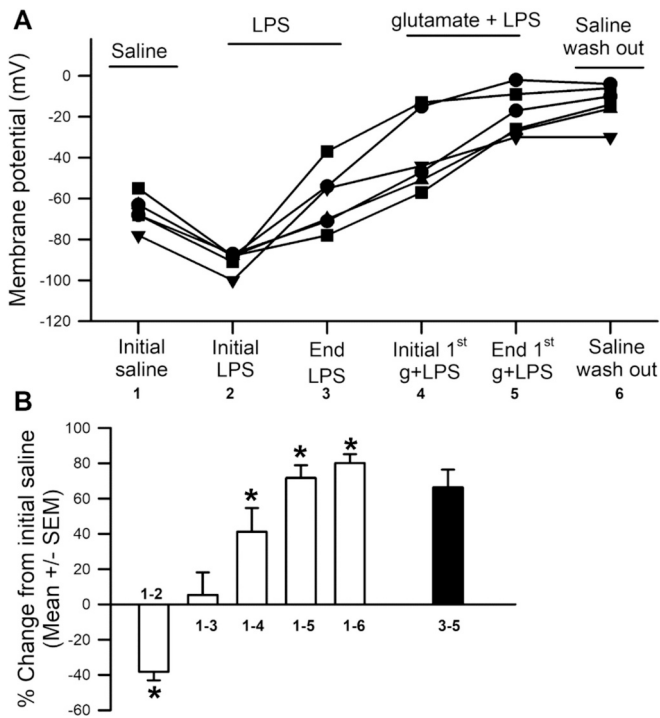 A
Saline
LPS
glutamate + LPS
Saline
wash out
Membrane potential (mV)
0
-20
-40
-60
-80
-100
-120
Initial
saline
1
Initial
LPS
2
End
LPS
3
Initial 1st
g+LPS
4
End 1st
g+LPS
5
Saline
wash out
6
B
% Change from initial saline
(Mean +/- SEM)
100
80
60
40
20
0
-20
-40
-60
1-2
*
1-3
*
1-4
*
1-5
*
1-6
3-5